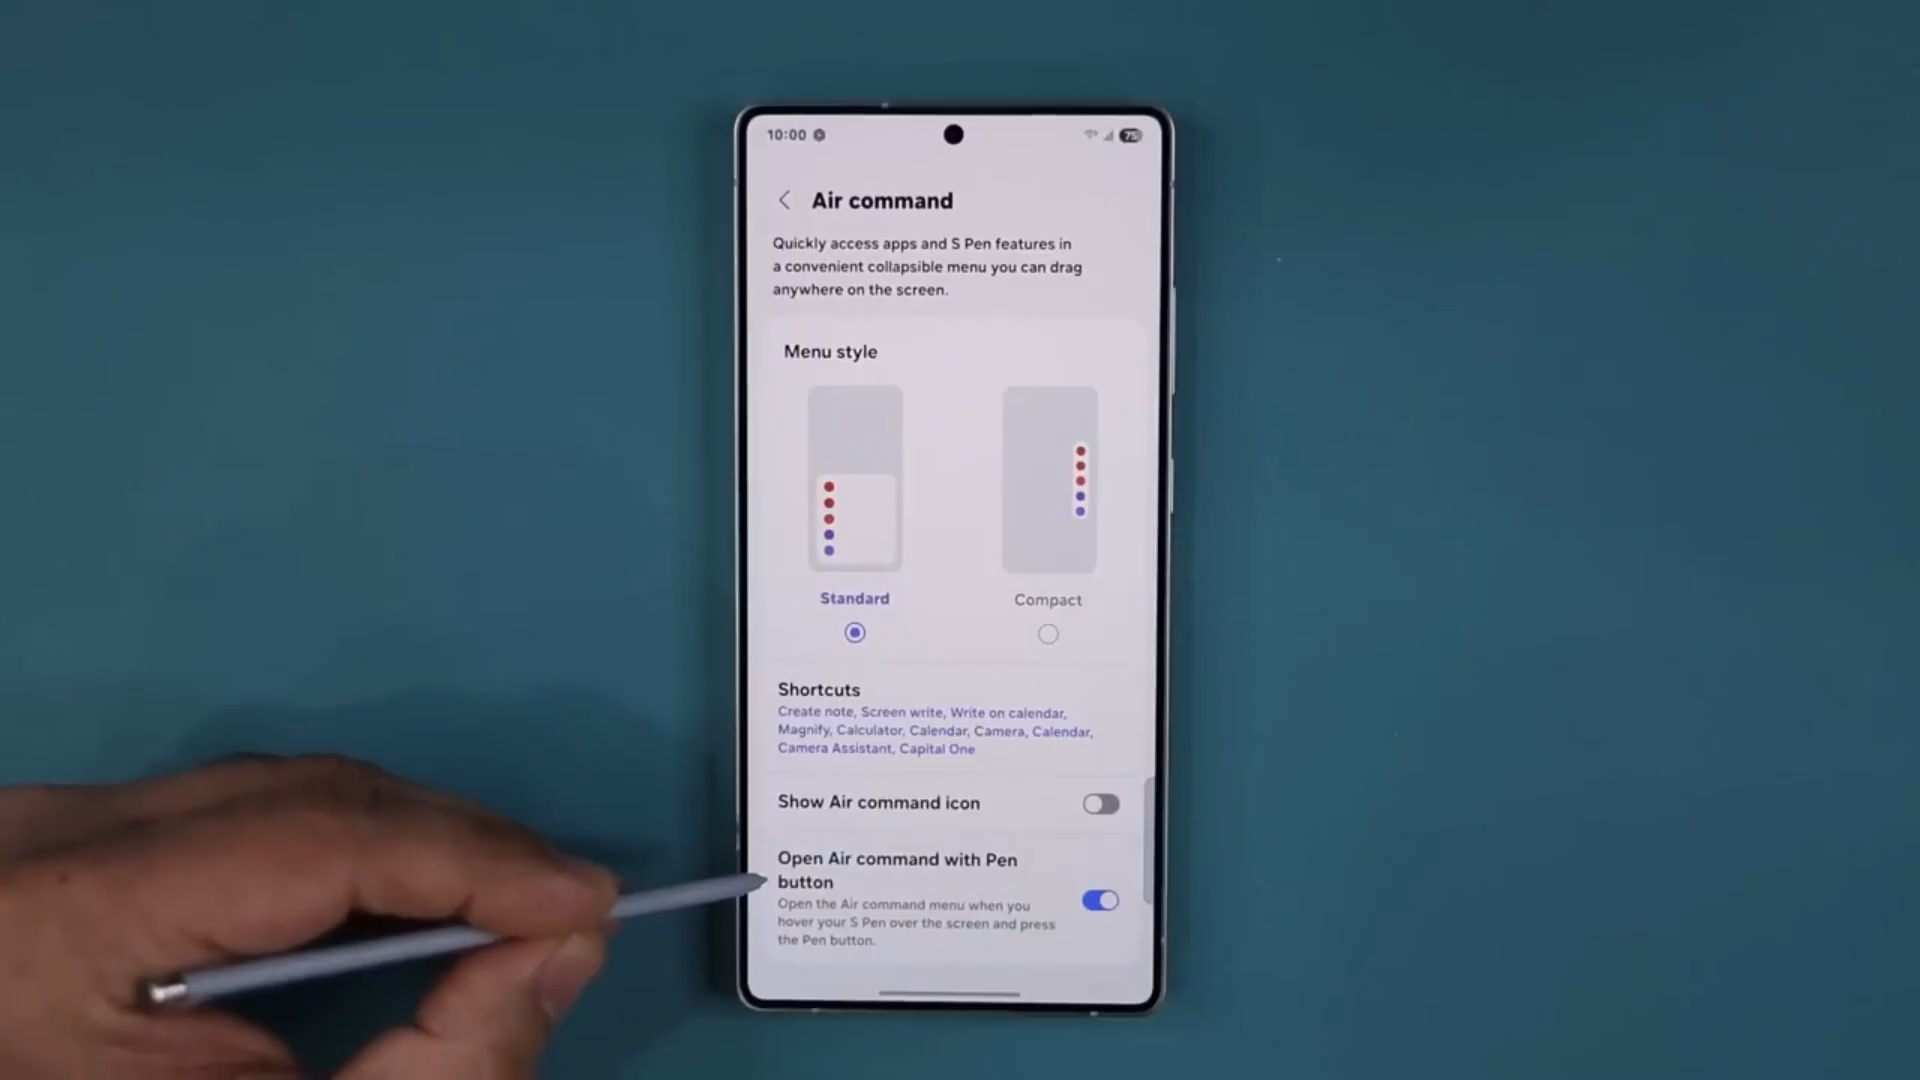 10:00
75
Air command
Quickly access apps and S Pen features in
a convenient collapsible menu you can drag
anywhere on the screen.
Menu style
Standard
Compact
Shortcuts
Create note, Screen write, Write on calendar,
Magnify, Calculator, Calendar, Camera, Calendar,
Camera Assistant, Capital One
Show Air command icon
Open Air command with Pen
button
Open the Air command menu when you
hover your S Pen over the screen and press
the Pen button.